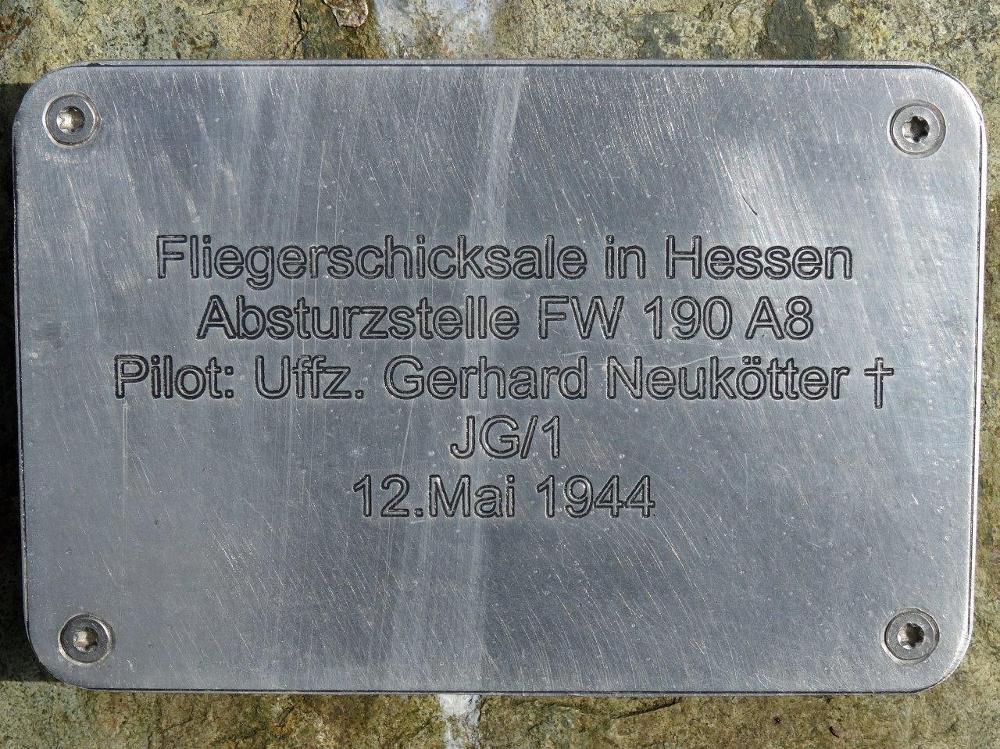 Fliegerschicksale in Hessen
Absturzstelle FW 190 A8
Pilot: Uffz. Gerhard Neukötter †
JG/1
12.Mai 1944